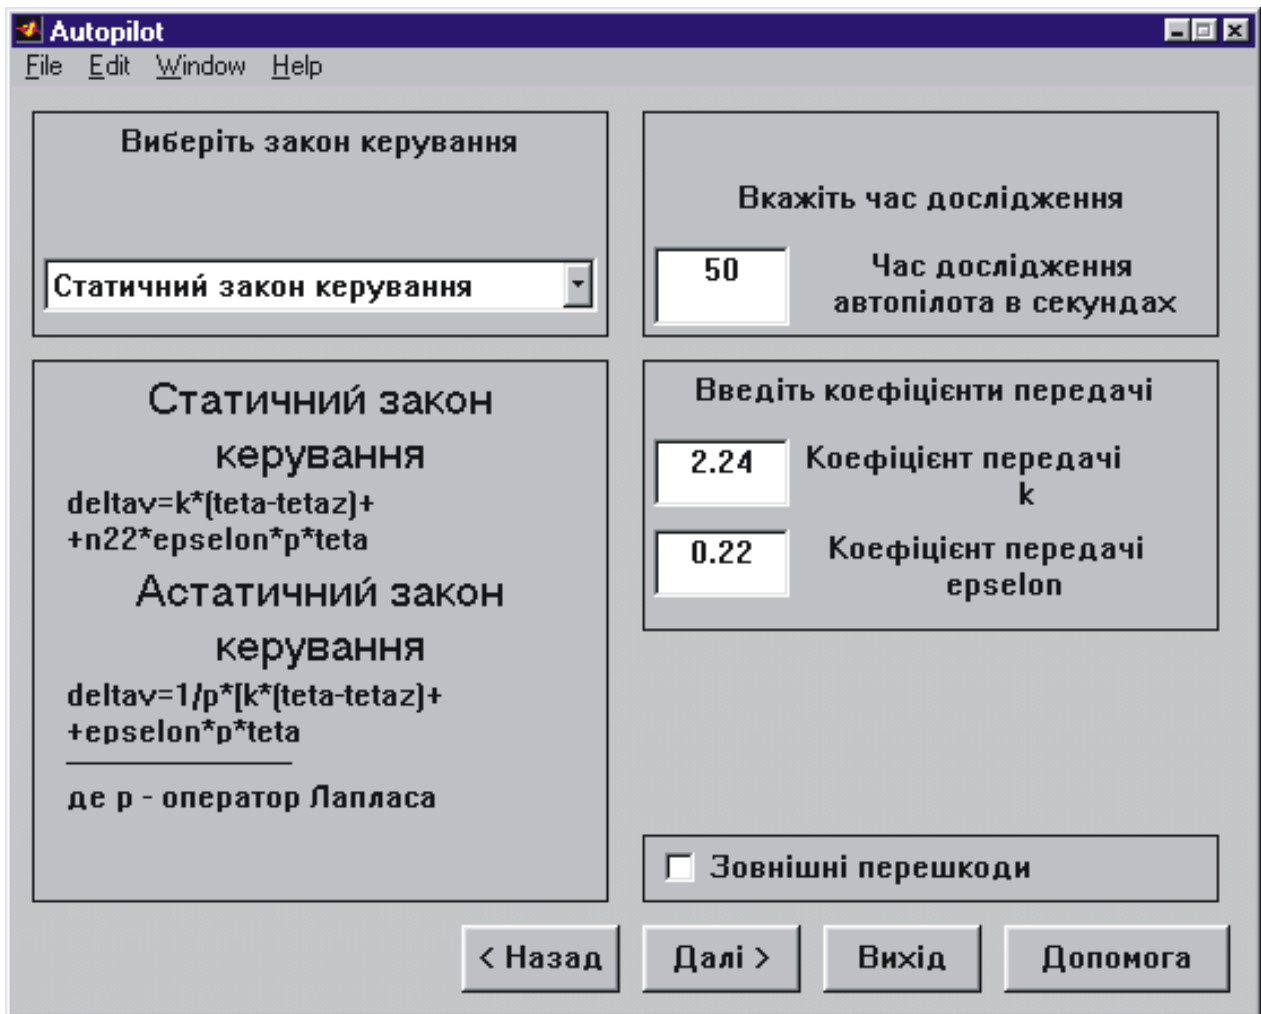 Autopilot
File Edit Window Help
Виберіть закон керування
Статичний закон керування
Вкажіть час дослідження
50
Час дослідження
автопілота в секундах
Статичний закон
керування
deltav=k*(teta-tetaz)+
+n22*epselon*p*teta
Астатичний закон
керування
deltav=1/p*[k*(teta-tetaz)+
+epselon*p*teta
де p - оператор Лапласа
Введіть коефіцієнти передачі
2.24
Коефіцієнт передачі
k
0.22
Коефіцієнт передачі
epselon
Зовнішні перешкоди
< Назад
Далі >
Вихід
Допомога